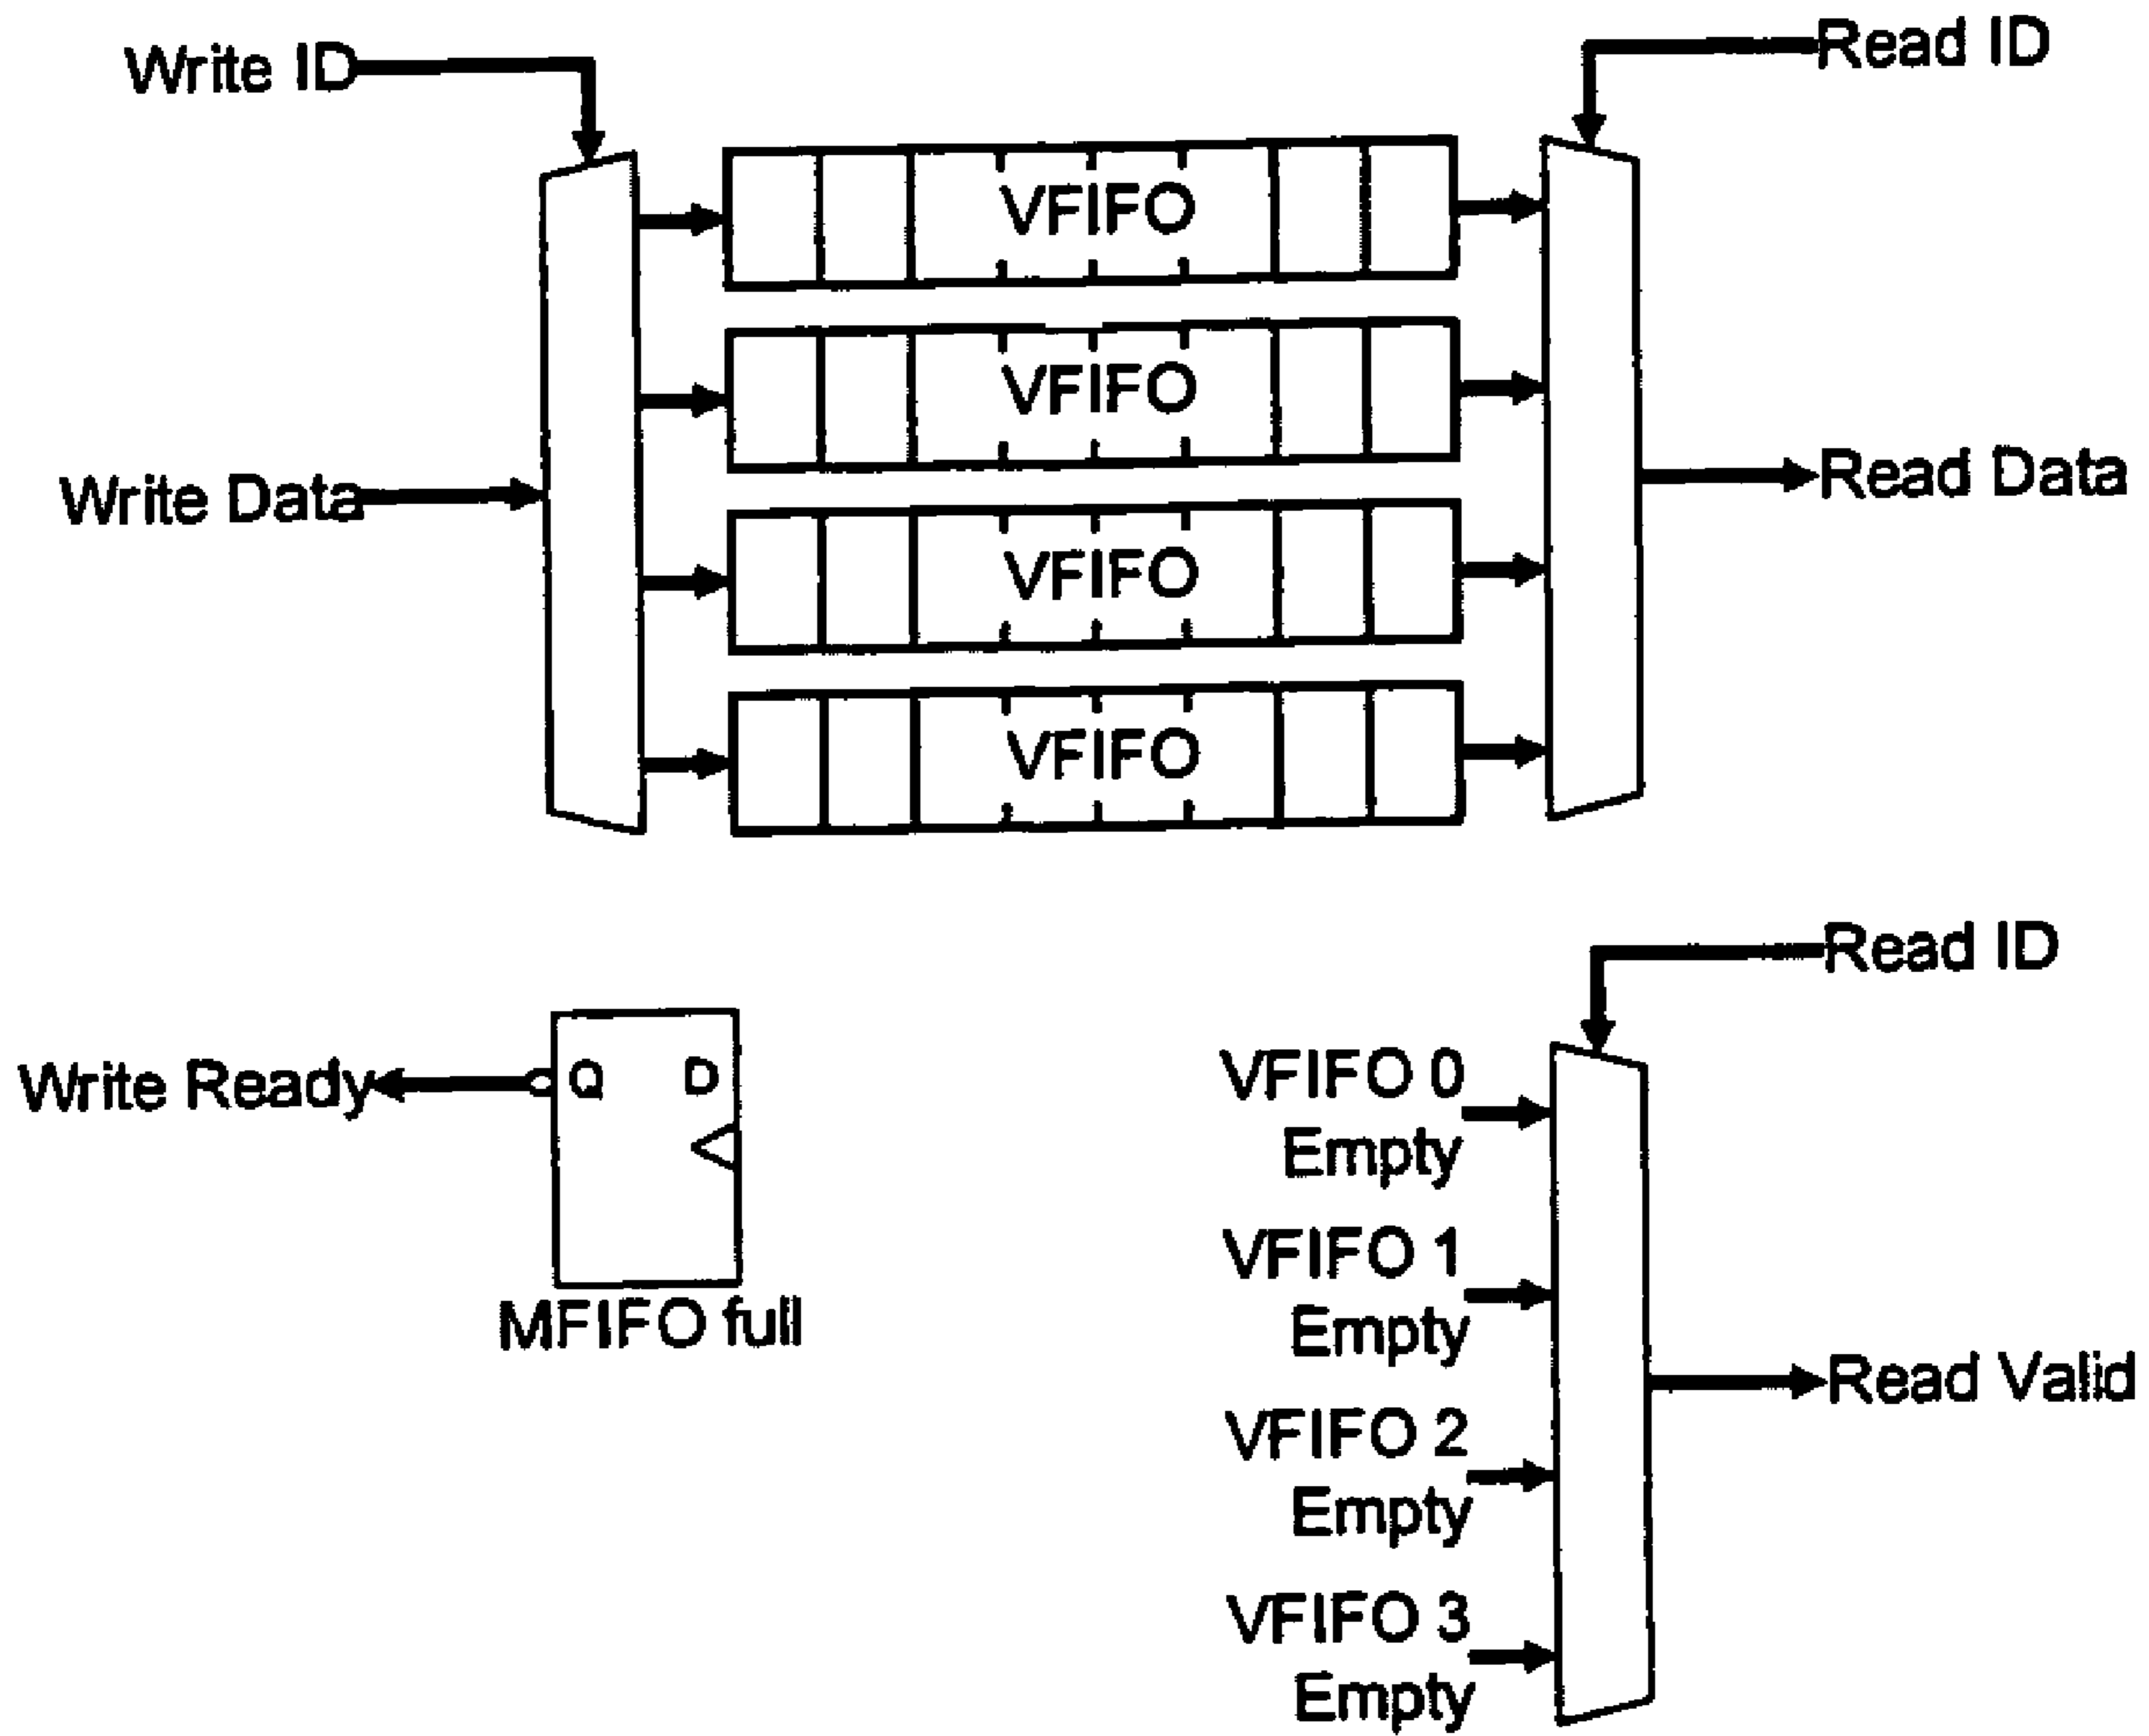 Write ID
Read ID
VFIFO
VFIFO
Write Data
Read Data
VFIFO
VFIFO
Read ID
Write Ready
Q D
MFIFO full
VFIFO 0
Empty
VFIFO 1
Empty
Read Valid
VFIFO 2
Empty
VFIFO 3
Empty